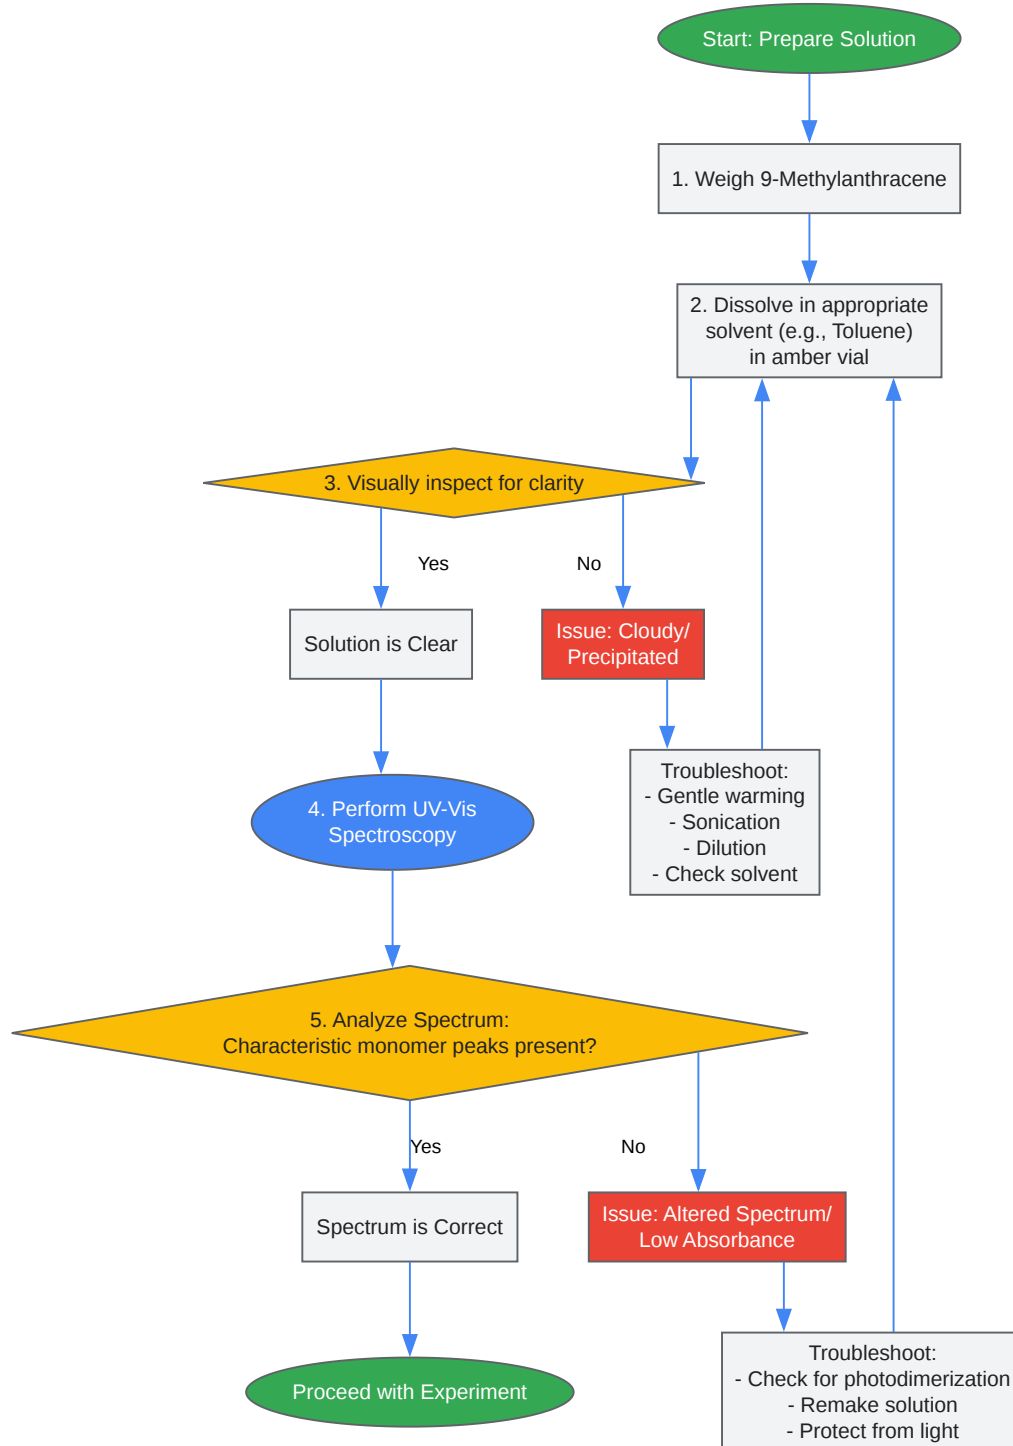 Start: Prepare Solution
1. Weigh 9-Methylanthracene
2. Dissolve in appropriate
solvent (e.g., Toluene)
in amber vial
3. Visually inspect for clarity
Yes
No
Solution is Clear
Issue: Cloudy/
Precipitated
4. Perform UV-Vis
Spectroscopy
Troubleshoot:
- Gentle warming
- Sonication
- Dilution
- Check solvent
5. Analyze Spectrum:
Characteristic monomer peaks present?
Yes
No
Spectrum is Correct
Issue: Altered Spectrum/
Low Absorbance
Proceed with Experiment
Troubleshoot:
- Check for photodimerization
- Remake solution
- Protect from light